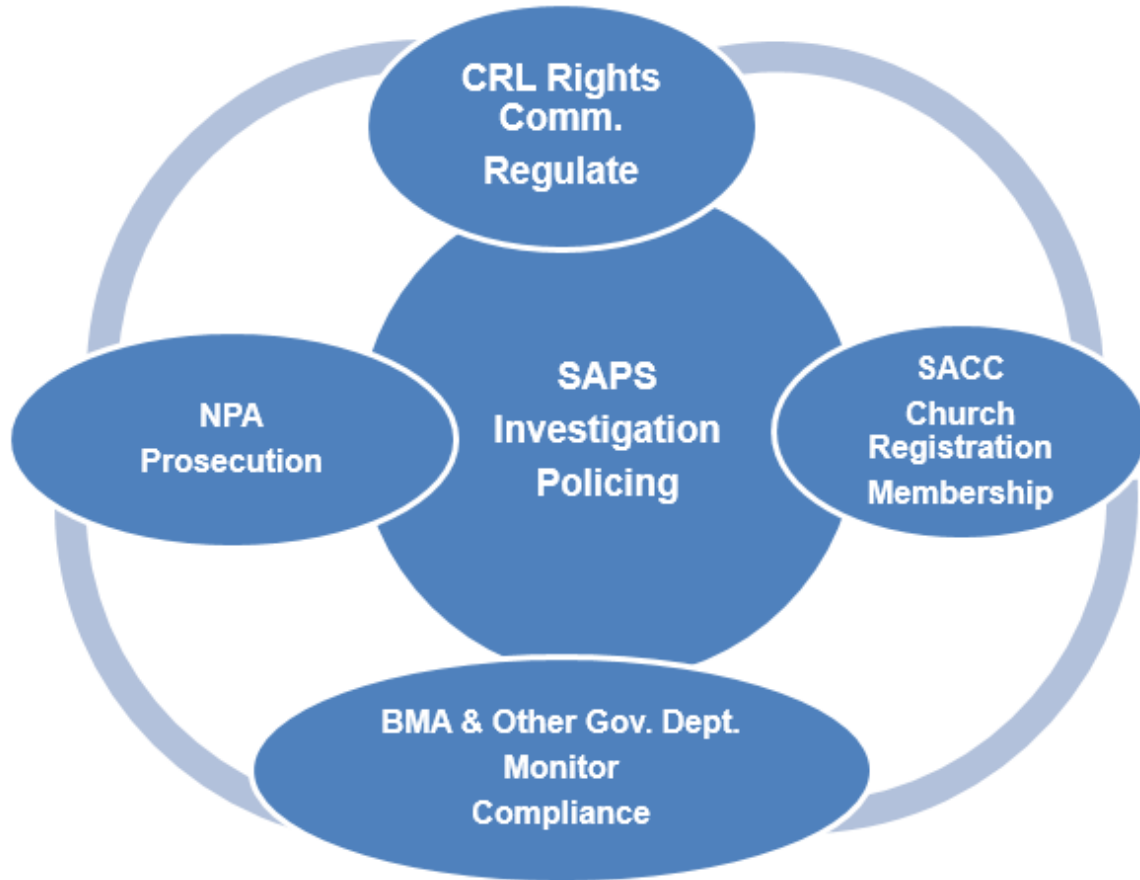 CRL Rights
Comm.
Regulate
SAPS
Investigation
Policing
NPA
Prosecution
SACC
Church
Registration
Membership
BMA & Other Gov. Dept.
Monitor
Compliance